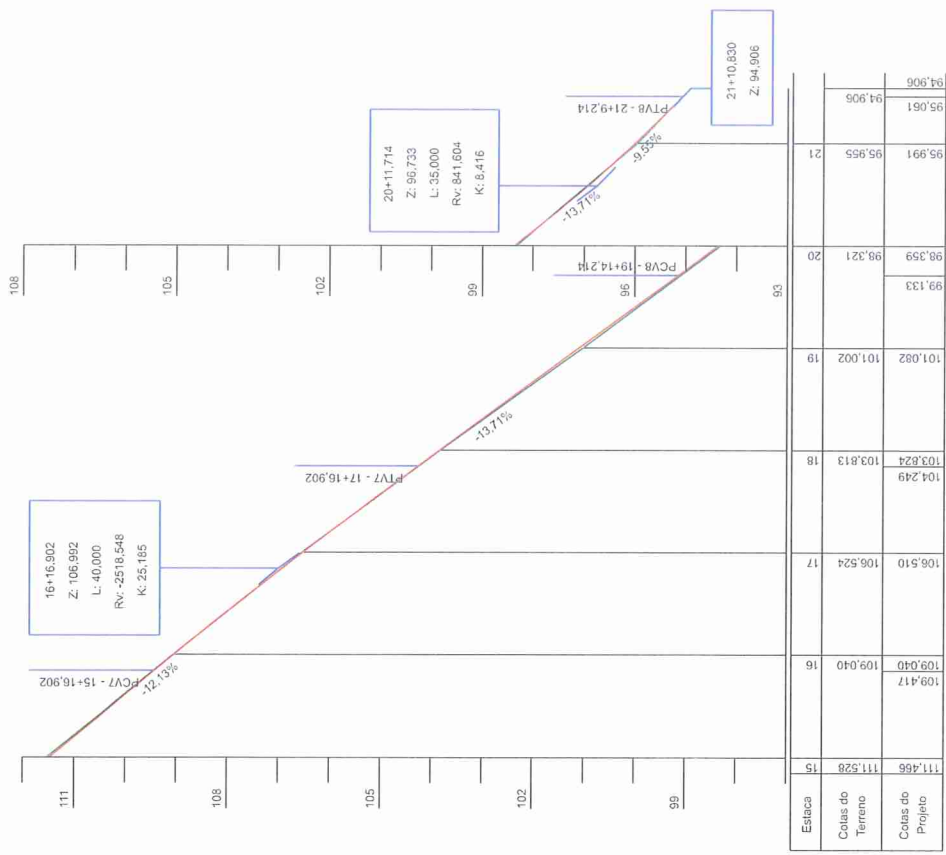 16+16,902
Z: 106,992
L: 40,000
Rv: -2518,548
K: 25,185
20+11,714
Z: 96,733
L: 35,000
Rv: 841,604
K: 8,416
21+10,830
Z: 94,906
PCV7 - 15+16,902
PTV7 - 17+16,902
PCV8 - 19+14,214
PTV8 - 21+9,214
-12,13%
-13,71%
-13,71%
-9,55%
111
108
105
102
99
108
105
102
99
96
93
Estaca
15
16
17
18
19
20
21
Cotas do
Terreno
111,528
109,040
106,524
103,813
101,002
98,321
95,955
94,906
Cotas do
Projeto
111,466
109,417
109,040
106,510
104,249
103,824
101,082
99,133
98,359
95,991
95,061
94,906